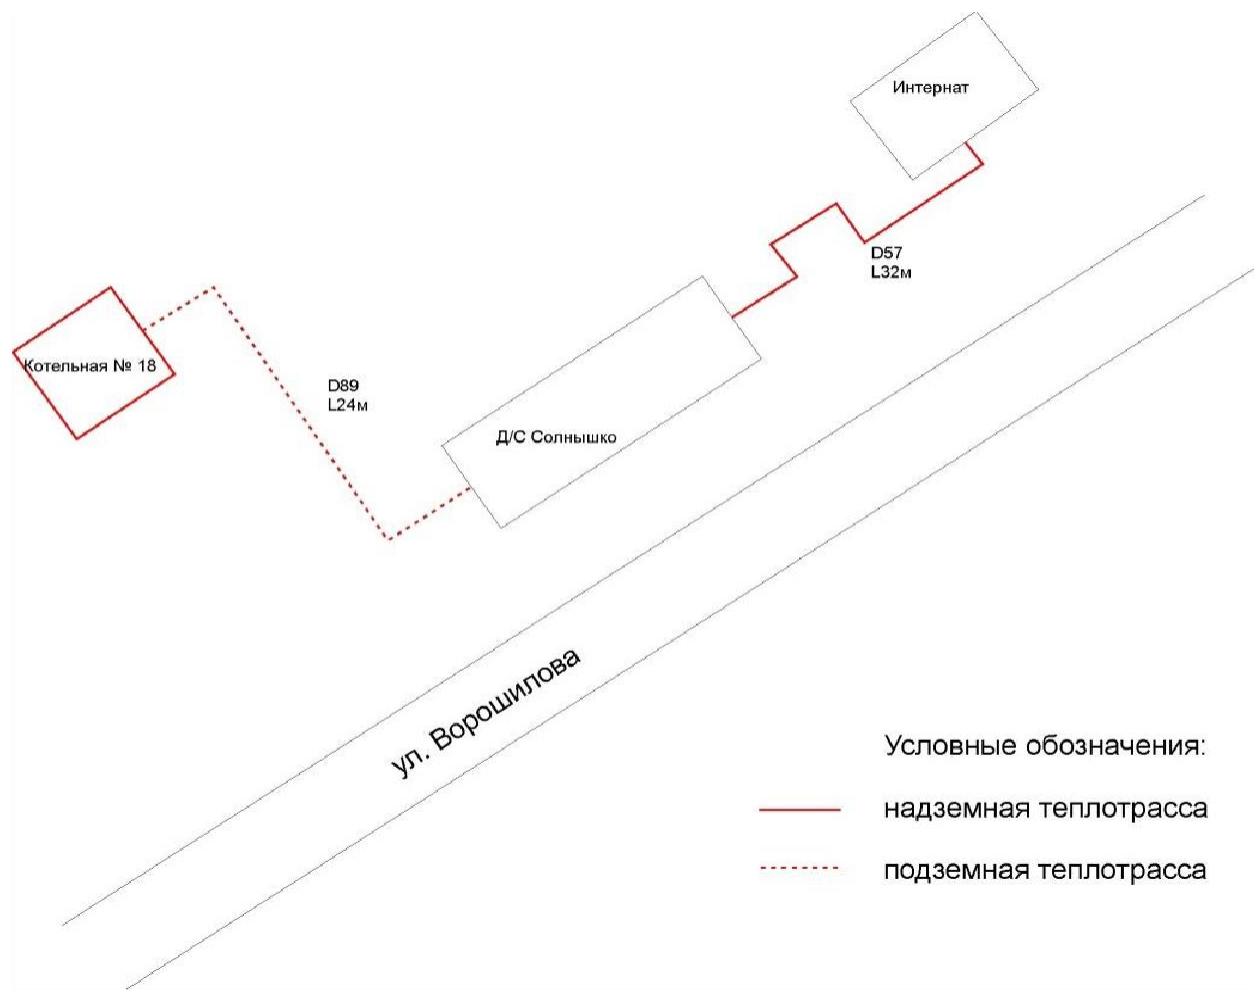 Интернат
D57
L32м
Котельная № 18
D89
L24м
Д/С Солнышко
ул. Ворошилова
Условные обозначения:
надземная теплотрасса
подземная теплотрасса